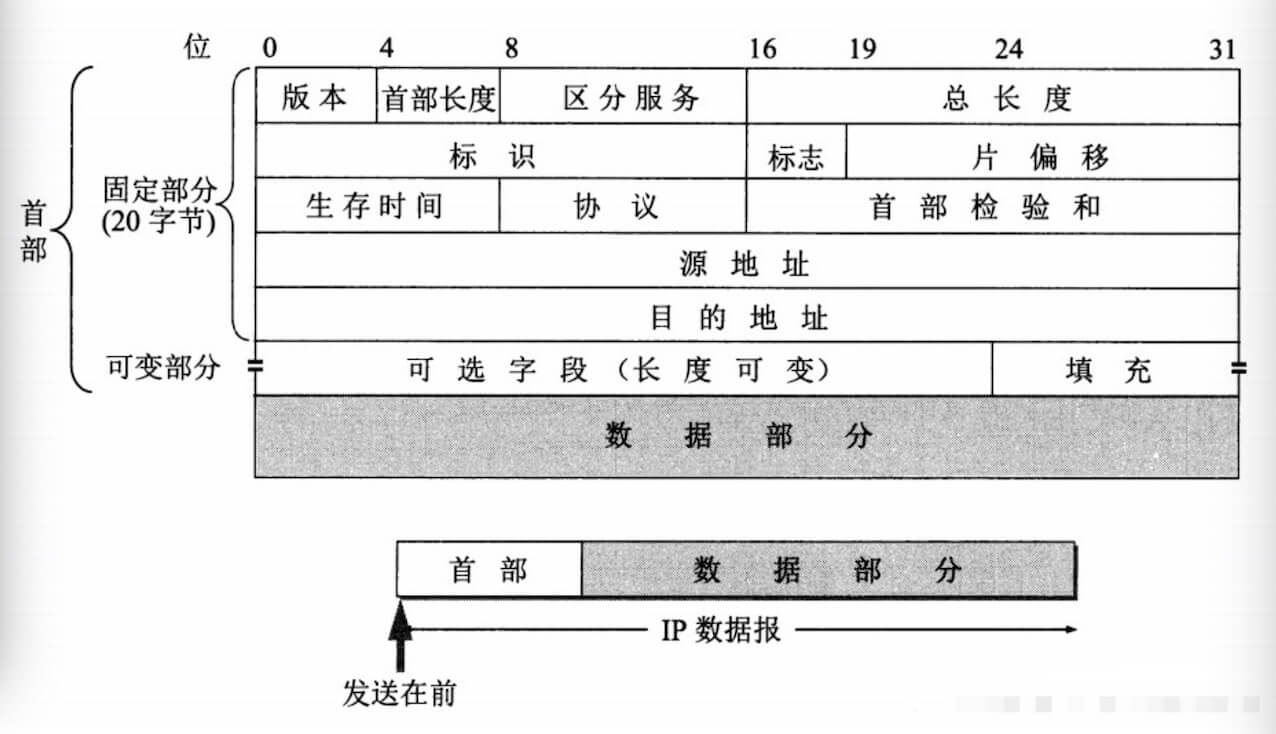 位 0 4 8 16 19 24 31
版本 首部长度 区分服务 总长度
标识 标志 片偏移
生存时间 协议 首部检验和
源地址
目的地址
可选字段（长度可变） 填充
数据部分
首部
固定部分
(20 字节)
可变部分
首部 数据部分
IP 数据报
发送在前